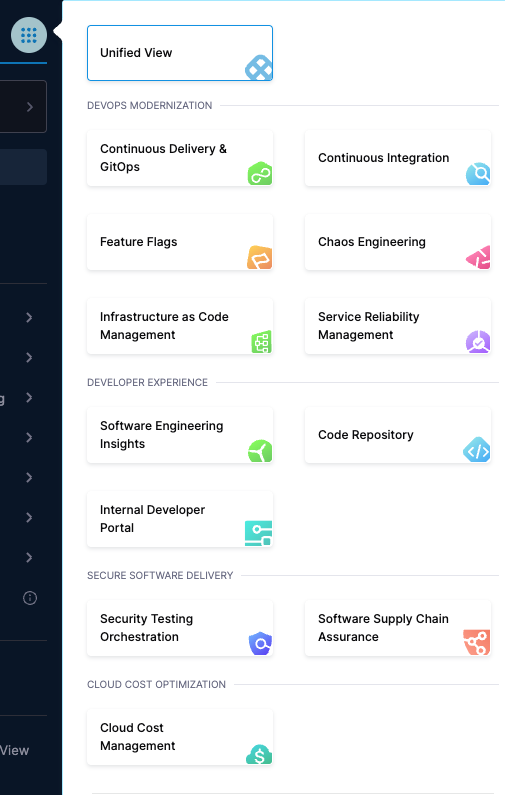 Unified View
DEVOPS MODERNIZATION
Continuous Delivery &
GitOps
Continuous Integration
Feature Flags
Chaos Engineering
Infrastructure as Code
Management
Service Reliability
Management
DEVELOPER EXPERIENCE
Software Engineering
Insights
Code Repository
Internal Developer
Portal
SECURE SOFTWARE DELIVERY
Security Testing
Orchestration
Software Supply Chain
Assurance
CLOUD COST OPTIMIZATION
Cloud Cost
Management
g
View